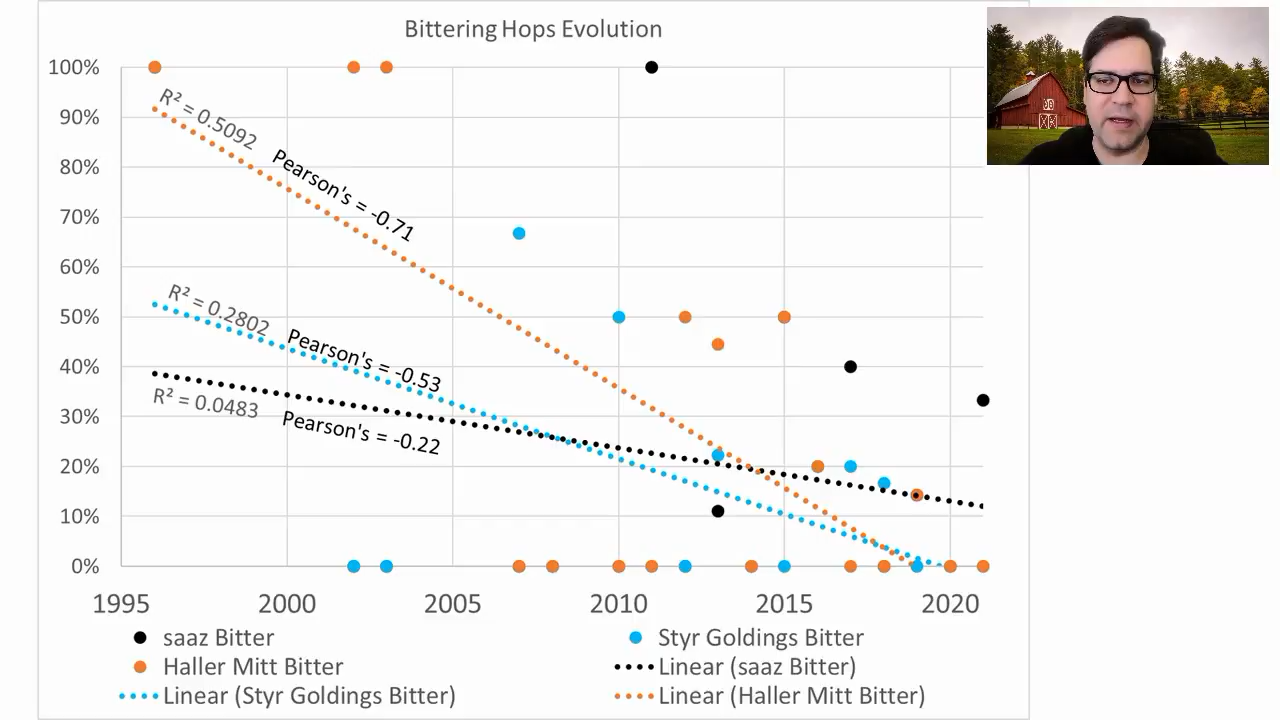 Bittering Hops Evolution
100%
90%
80%
70%
60%
50%
40%
30%
20%
10%
0%
R² = 0.5092
Pearson's = -0.71
R² = 0.2802
Pearson's = -0.53
R² = 0.0483
Pearson's = -0.22
1995 2000 2005 2010 2015 2020
saaz Bitter Styr Goldings Bitter
Haller Mitt Bitter Linear (saaz Bitter)
Linear (Styr Goldings Bitter) Linear (Haller Mitt Bitter)